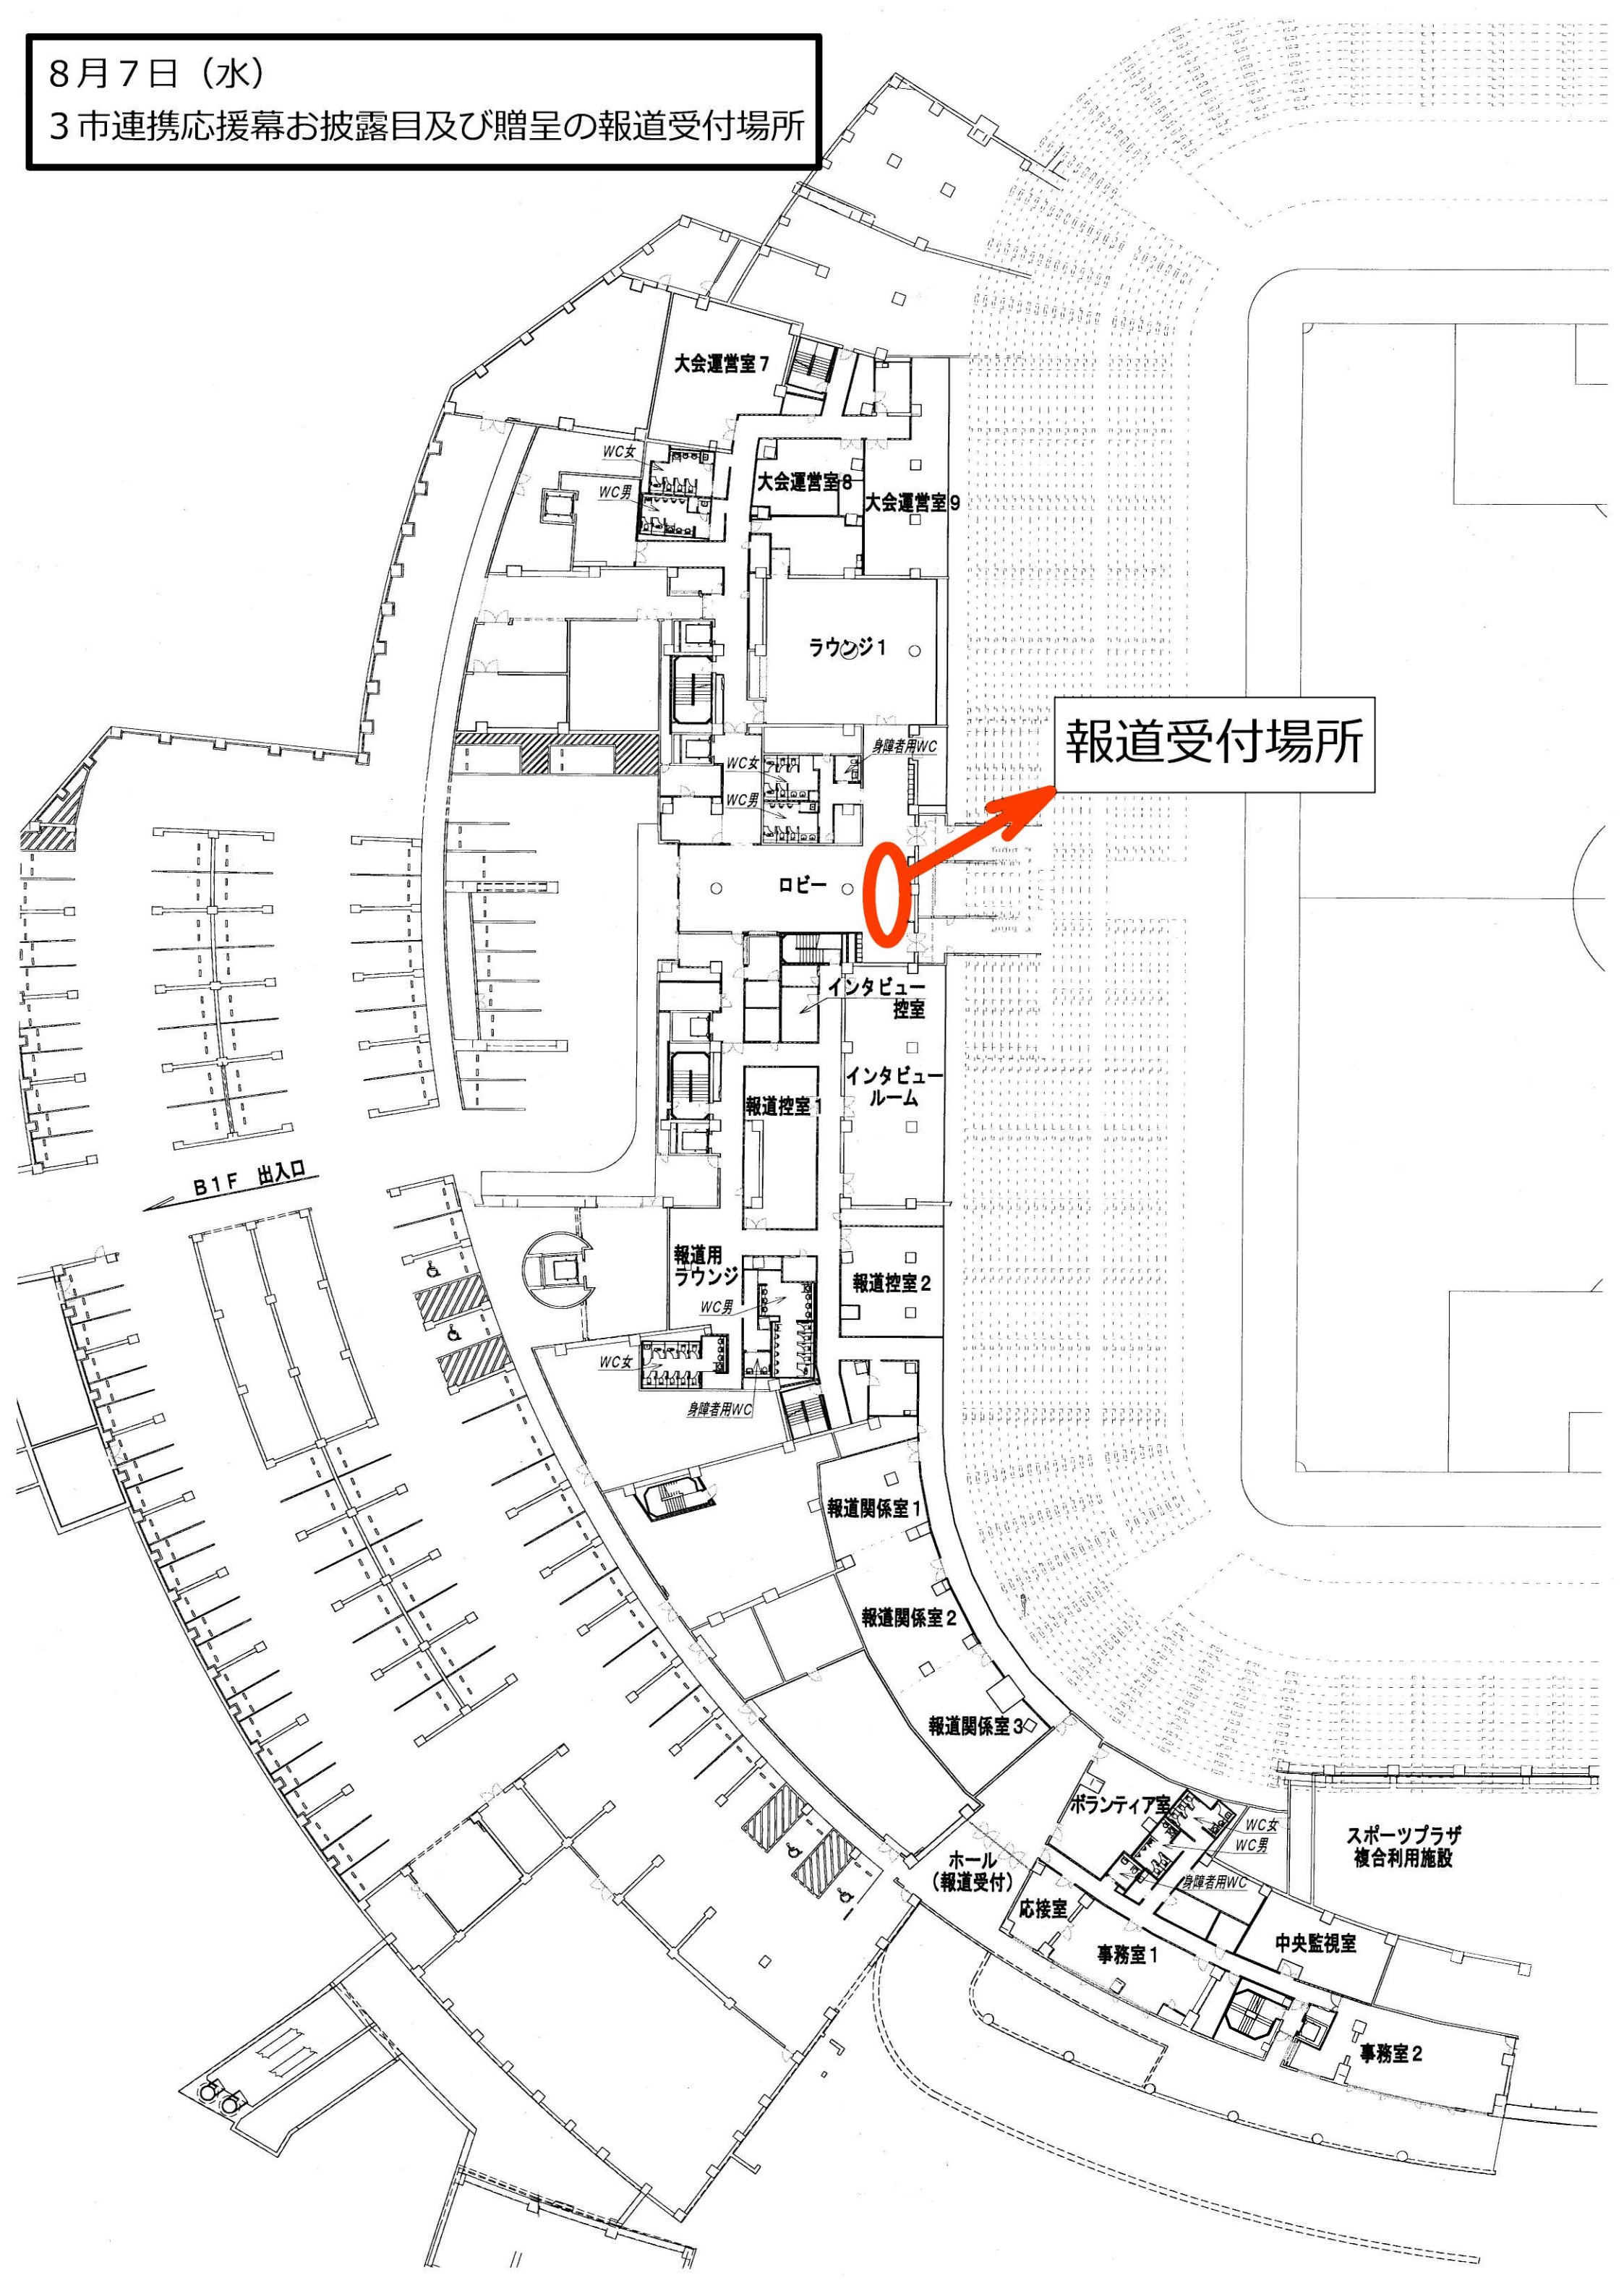 ８月７日（水）
３市連携応援幕お披露目及び贈呈の報道受付場所
大会運営室７
WC女
WC男
大会運営室８
大会運営室９
ラウンジ１
報道受付場所
身障者用WC
WC女
WC男
ロビー
インタビュー
控室
インタビュー
ルーム
報道控室１
Ｂ１Ｆ 出入口
報道用
ラウンジ
報道控室２
WC男
WC女
身障者用WC
報道関係室１
報道関係室２
報道関係室３
ボランティア室
WC女
WC男
スポーツプラザ
複合利用施設
ホール
（報道受付）
身障者用WC
応接室
中央監視室
事務室１
事務室２